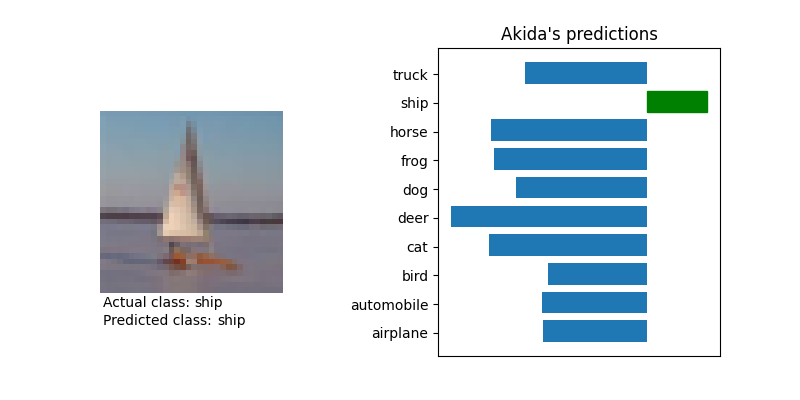 Akida's predictions
truck
ship
horse
frog
dog
deer
cat
bird
automobile
airplane
Actual class: ship
Predicted class: ship